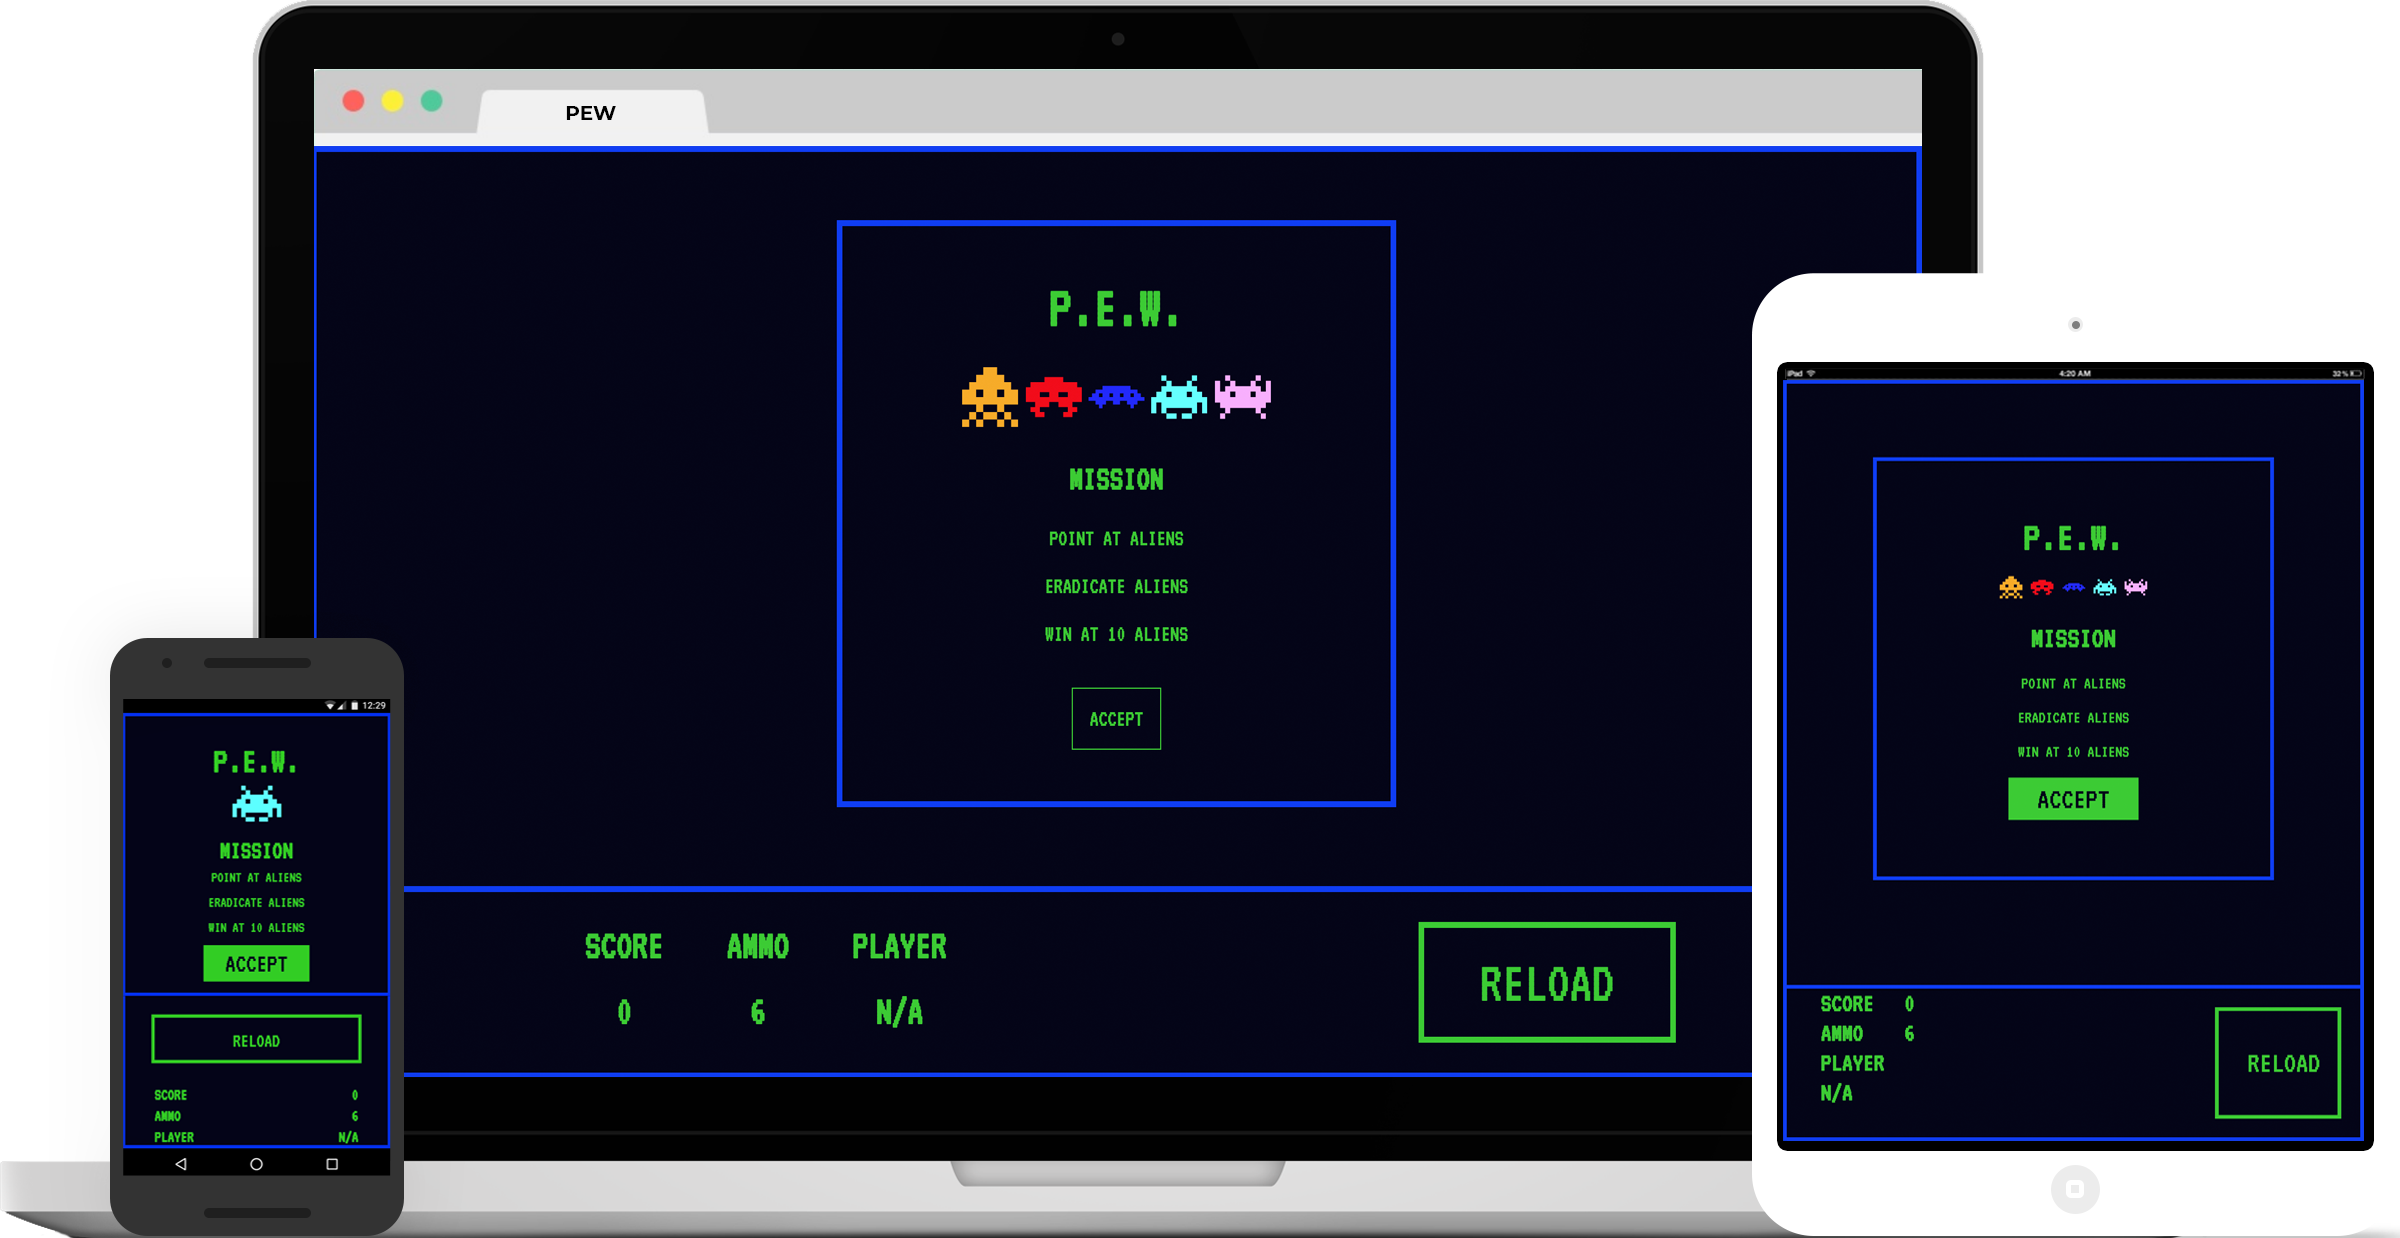 PEW
P.E.W.
MISSION
POINT AT ALIENS
ERADICATE ALIENS
WIN AT 10 ALIENS
ACCEPT
SCORE AMMO PLAYER
0 6 N/A
RELOAD
12:29
P.E.W.
MISSION
POINT AT ALIENS
ERADICATE ALIENS
WIN AT 10 ALIENS
ACCEPT
RELOAD
SCORE 0
AMMO 6
PLAYER N/A
iPad 4:20 AM 32%
P.E.W.
MISSION
POINT AT ALIENS
ERADICATE ALIENS
WIN AT 10 ALIENS
ACCEPT
SCORE 0
AMMO 6
PLAYER
N/A
RELOAD